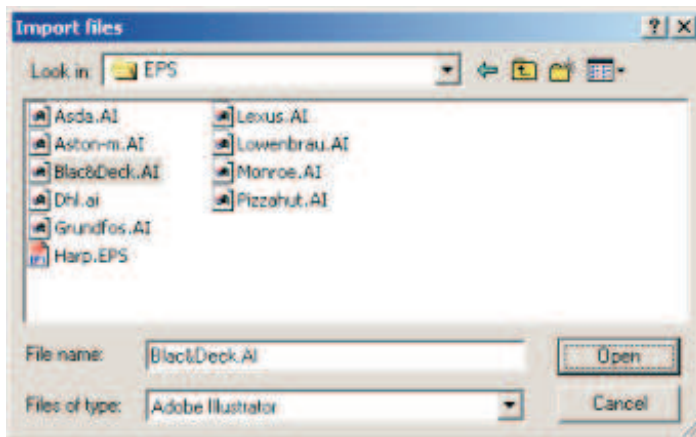 Import files
Look in: EPS
Asda.AI
Aston-m.AI
Blac&Deck.AI
Dhl.ai
Grundfos.AI
Harp.EPS
Lexus.AI
Lowenbrau.AI
Monroe.AI
Pizzahut.AI
File name: Blac&Deck.AI Open
Files of type: Adobe Illustrator Cancel